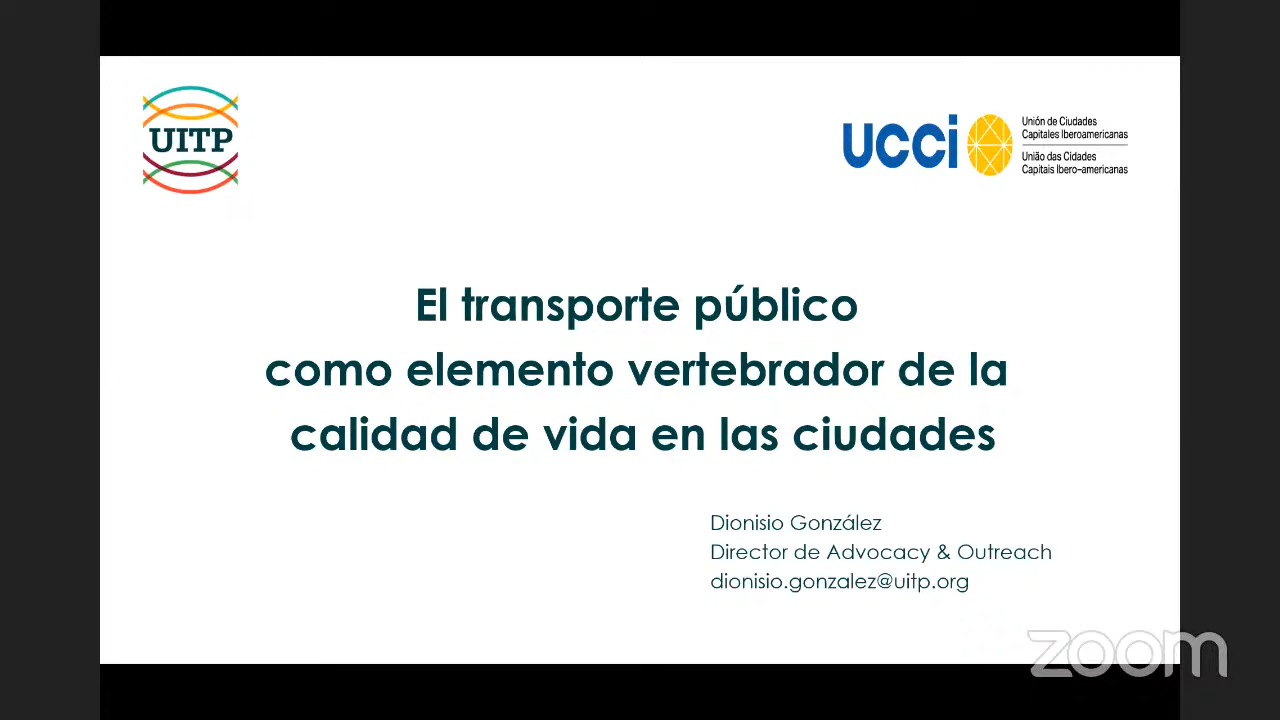 UITP
ucci
Unión de Ciudades
Capitales Iberoamericanas
União das Cidades
Capitais Ibero-americanas
El transporte público
como elemento vertebrador de la
calidad de vida en las ciudades
Dionisio González
Director de Advocacy & Outreach
dionisio.gonzalez@uitp.org
zoom